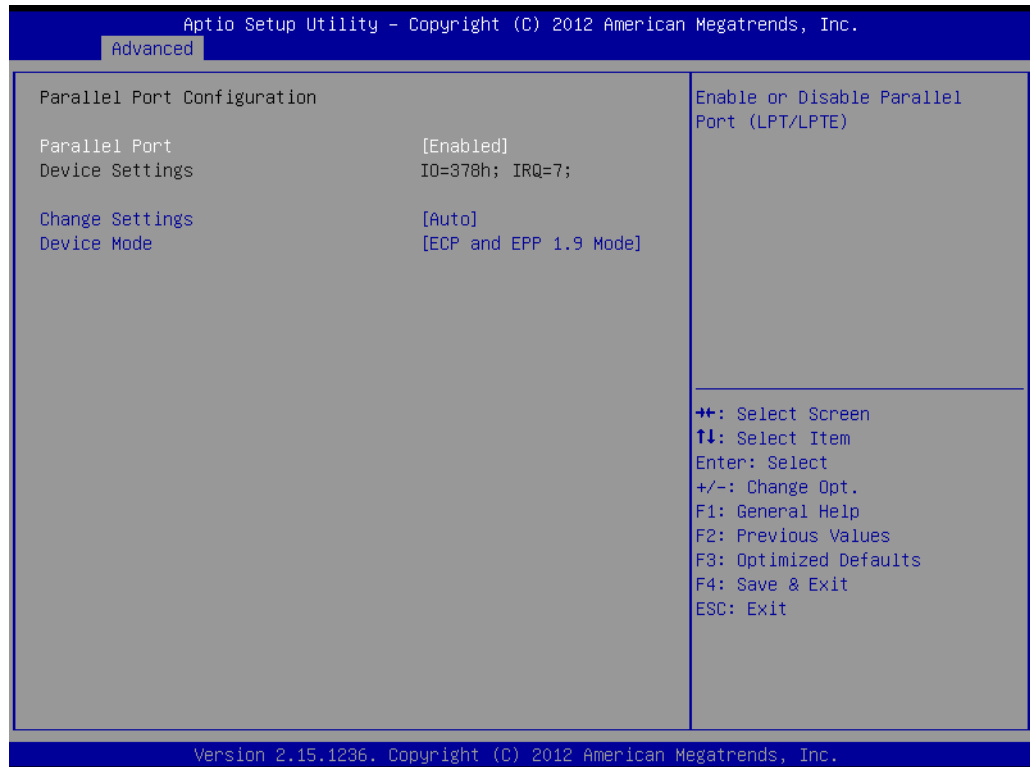 Aptio Setup Utility – Copyright (C) 2012 American Megatrends, Inc.
Advanced
Parallel Port Configuration
Parallel Port [Enabled]
Device Settings IO=378h; IRQ=7;
Change Settings [Auto]
Device Mode [ECP and EPP 1.9 Mode]
Enable or Disable Parallel
Port (LPT/LPTE)
→←: Select Screen
↑↓: Select Item
Enter: Select
+/-: Change Opt.
F1: General Help
F2: Previous Values
F3: Optimized Defaults
F4: Save & Exit
ESC: Exit
Version 2.15.1236. Copyright (C) 2012 American Megatrends, Inc.